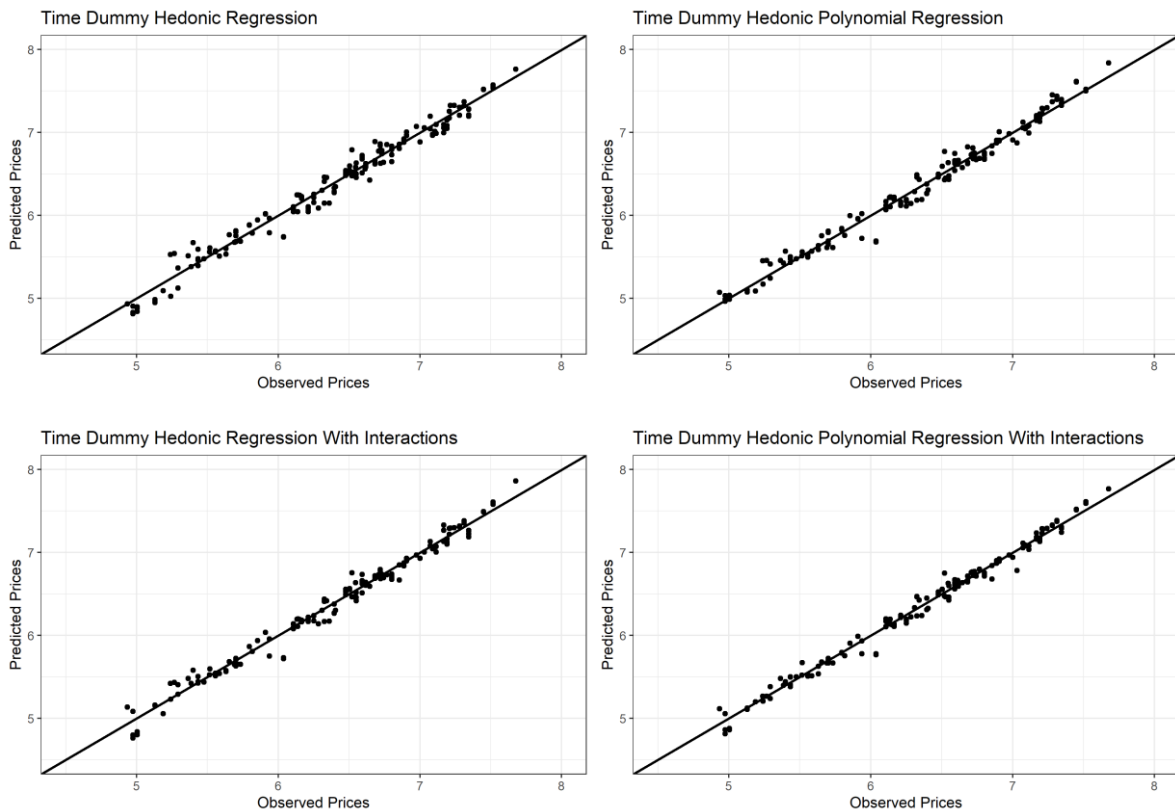 Time Dummy Hedonic Regression
8
7
6
5
Predicted Prices
5 6 7 8
Observed Prices
Time Dummy Hedonic Polynomial Regression
8
7
6
5
Predicted Prices
5 6 7 8
Observed Prices
Time Dummy Hedonic Regression With Interactions
8
7
6
5
Predicted Prices
5 6 7 8
Observed Prices
Time Dummy Hedonic Polynomial Regression With Interactions
8
7
6
5
Predicted Prices
5 6 7 8
Observed Prices